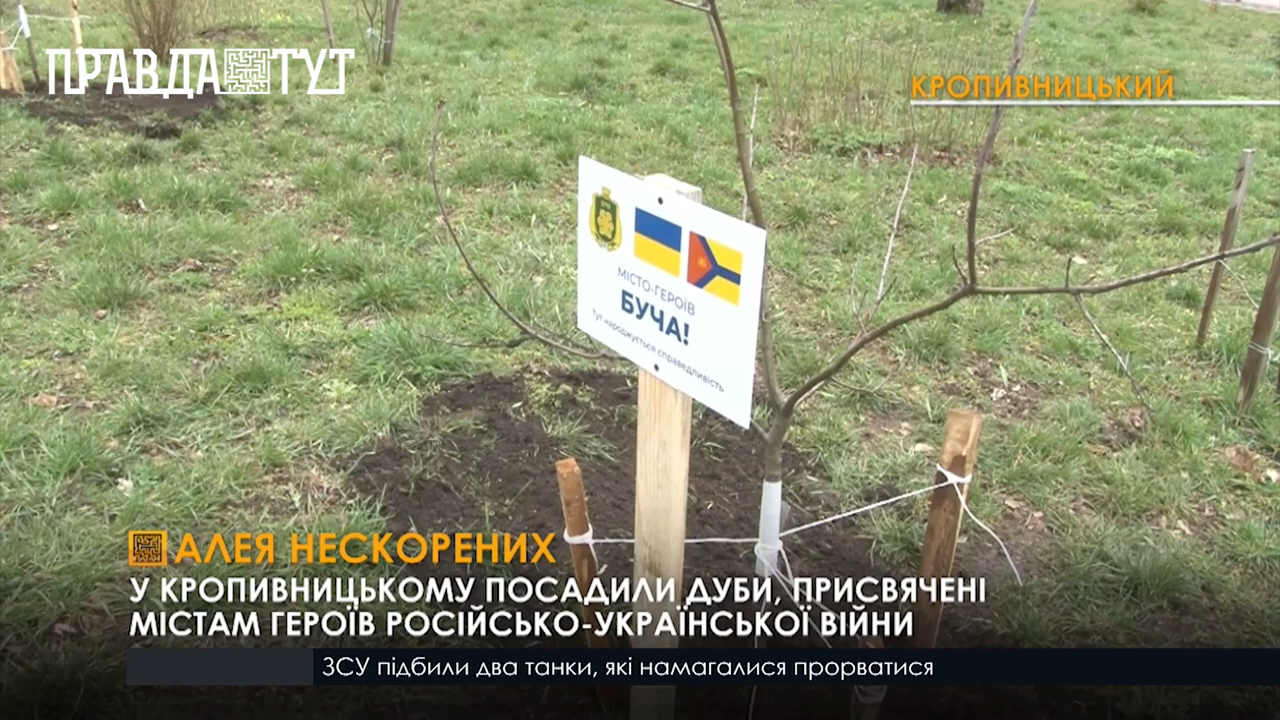 ПРАВДА ТУТ
КРОПИВНИЦЬКИЙ
МІСТО-ГЕРОЇВ
БУЧА!
Тут народжується справедливість
АЛЕЯ НЕСКОРЕНИХ
У КРОПИВНИЦЬКОМУ ПОСАДИЛИ ДУБИ, ПРИСВЯЧЕНІ
МІСТАМ ГЕРОЇВ РОСІЙСЬКО-УКРАЇНСЬКОЇ ВІЙНИ
ЗСУ підбили два танки, які намагалися прорватися